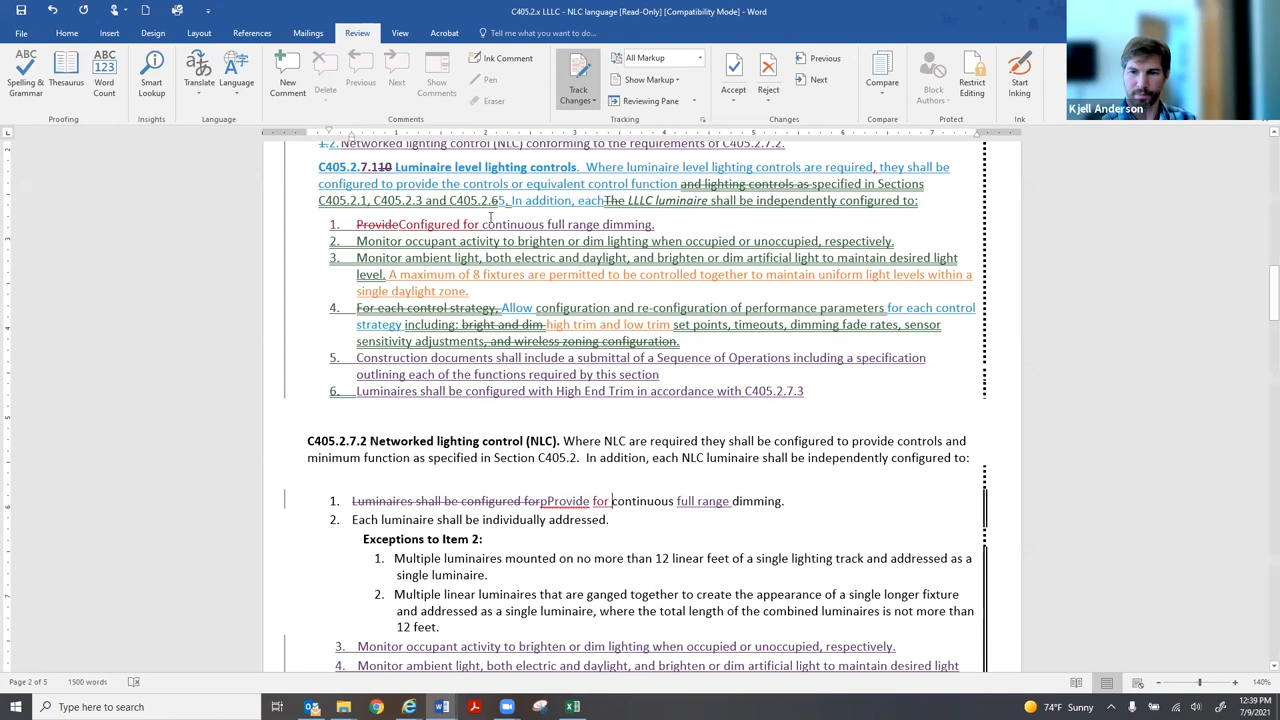 C405.2.x LLLC - NLC language [Read-Only] [Compatibility Mode] - Word
File Home Insert Design Layout References Mailings Review View Acrobat Tell me what you want to do...
ABC ABC 123
Spelling & Grammar Thesaurus Word Count Smart Lookup Translate Language New Comment Delete Previous Next Show Comments Ink Comment Pen Eraser Track Changes All Markup Show Markup Reviewing Pane Accept Reject Previous Next Compare Block Authors Restrict Editing Start Inking
Proofing Insights Language Comments Tracking Changes Compare Protect Ink
Kjell Anderson
1 2 3 4 5 6 7
1.2. Networked lighting control (NLC) conforming to the requirements of C405.2.7.2.
C405.2.7.110 Luminaire level lighting controls. Where luminaire level lighting controls are required, they shall be
configured to provide the controls or equivalent control function and lighting controls as specified in Sections
C405.2.1, C405.2.3 and C405.2.65. In addition, eachThe LLLC luminaire shall be independently configured to:
1. ProvideConfigured for continuous full range dimming.
2. Monitor occupant activity to brighten or dim lighting when occupied or unoccupied, respectively.
3. Monitor ambient light, both electric and daylight, and brighten or dim artificial light to maintain desired light
level. A maximum of 8 fixtures are permitted to be controlled together to maintain uniform light levels within a
single daylight zone.
4. For each control strategy, Allow configuration and re-configuration of performance parameters for each control
strategy including: bright and dim high trim and low trim set points, timeouts, dimming fade rates, sensor
sensitivity adjustments, and wireless zoning configuration.
5. Construction documents shall include a submittal of a Sequence of Operations including a specification
outlining each of the functions required by this section
6. Luminaires shall be configured with High End Trim in accordance with C405.2.7.3
C405.2.7.2 Networked lighting control (NLC). Where NLC are required they shall be configured to provide controls and
minimum function as specified in Section C405.2. In addition, each NLC luminaire shall be independently configured to:
1. Luminaires shall be configured forpProvide for continuous full range dimming.
2. Each luminaire shall be individually addressed.
Exceptions to Item 2:
1. Multiple luminaires mounted on no more than 12 linear feet of a single lighting track and addressed as a
single luminaire.
2. Multiple linear luminaires that are ganged together to create the appearance of a single longer fixture
and addressed as a single luminaire, where the total length of the combined luminaires is not more than
12 feet.
3. Monitor occupant activity to brighten or dim lighting when occupied or unoccupied, respectively.
4. Monitor ambient light, both electric and daylight, and brighten or dim artificial light to maintain desired light
Page 2 of 5 1500 words 140%
Type here to search 74°F Sunny 12:39 PM
7/9/2021